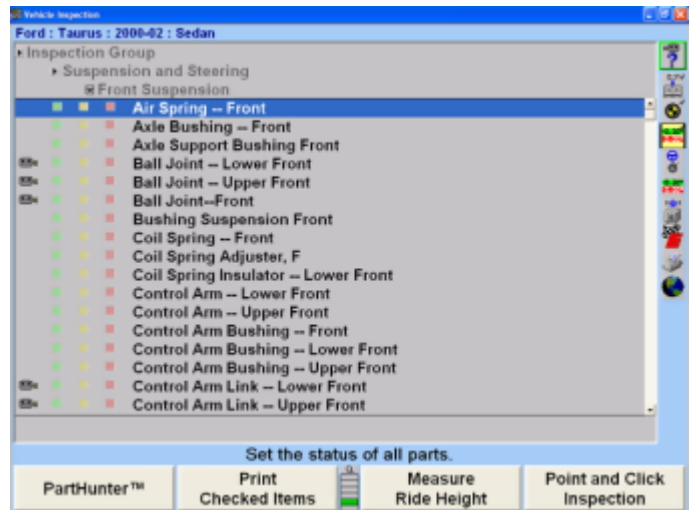 Vehicle Inspection
Ford : Taurus : 2000-02 : Sedan
Inspection Group
Suspension and Steering
Front Suspension
Air Spring -- Front
Axle Bushing -- Front
Axle Support Bushing Front
Ball Joint -- Lower Front
Ball Joint -- Upper Front
Ball Joint--Front
Bushing Suspension Front
Coil Spring -- Front
Coil Spring Adjuster, F
Coil Spring Insulator -- Lower Front
Control Arm -- Lower Front
Control Arm -- Upper Front
Control Arm Bushing -- Front
Control Arm Bushing -- Lower Front
Control Arm Bushing -- Upper Front
Control Arm Link -- Lower Front
Control Arm Link -- Upper Front
Set the status of all parts.
PartHunter™
Print
Checked Items
Measure
Ride Height
Point and Click
Inspection